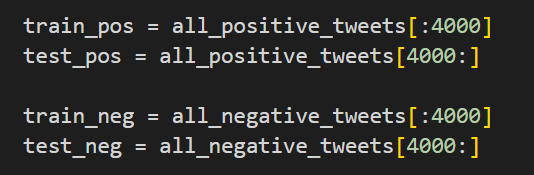 train_pos = all_positive_tweets[:4000]
test_pos = all_positive_tweets[4000:]
train_neg = all_negative_tweets[:4000]
test_neg = all_negative_tweets[4000:]